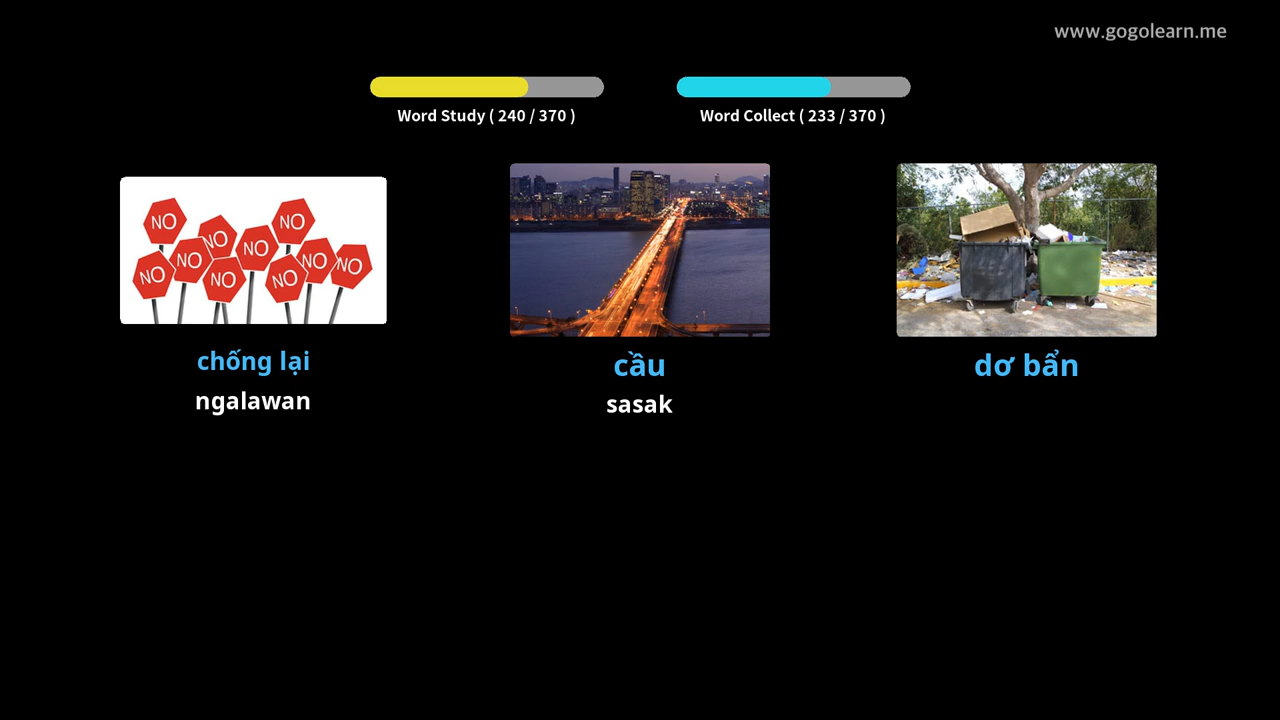 www.gogolearn.me
Word Study ( 240 / 370 )
Word Collect ( 233 / 370 )
NO
NO
NO
NO
NO
NO
NO
NO
NO
NO
chống lại
ngalawan
cầu
sasak
dơ bẩn